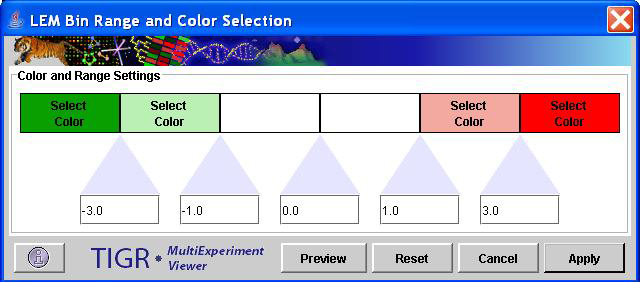 LEM Bin Range and Color Selection
Color and Range Settings
Select Color
Select Color
Select Color
Select Color
-3.0
-1.0
0.0
1.0
3.0
TIGR • MultiExperiment Viewer
Preview
Reset
Cancel
Apply